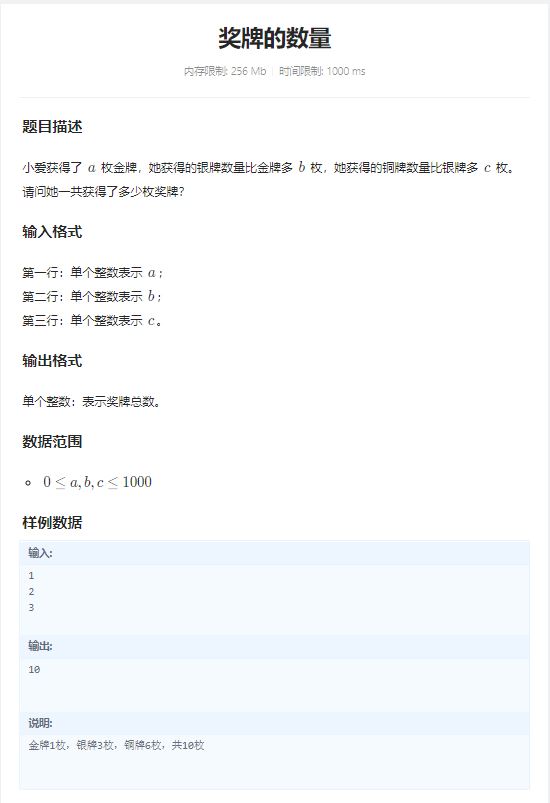 奖牌的数量
内存限制: 256 Mb 时间限制: 1000 ms
题目描述
小爱获得了 a 枚金牌，她获得的银牌数量比金牌多 b 枚，她获得的铜牌数量比银牌多 c 枚。
请问她一共获得了多少枚奖牌？
输入格式
第一行：单个整数表示 a；
第二行：单个整数表示 b；
第三行：单个整数表示 c。
输出格式
单个整数：表示奖牌总数。
数据范围
0 ≤ a, b, c ≤ 1000
样例数据
输入:
1
2
3
输出:
10
说明:
金牌1枚，银牌3枚，铜牌6枚，共10枚